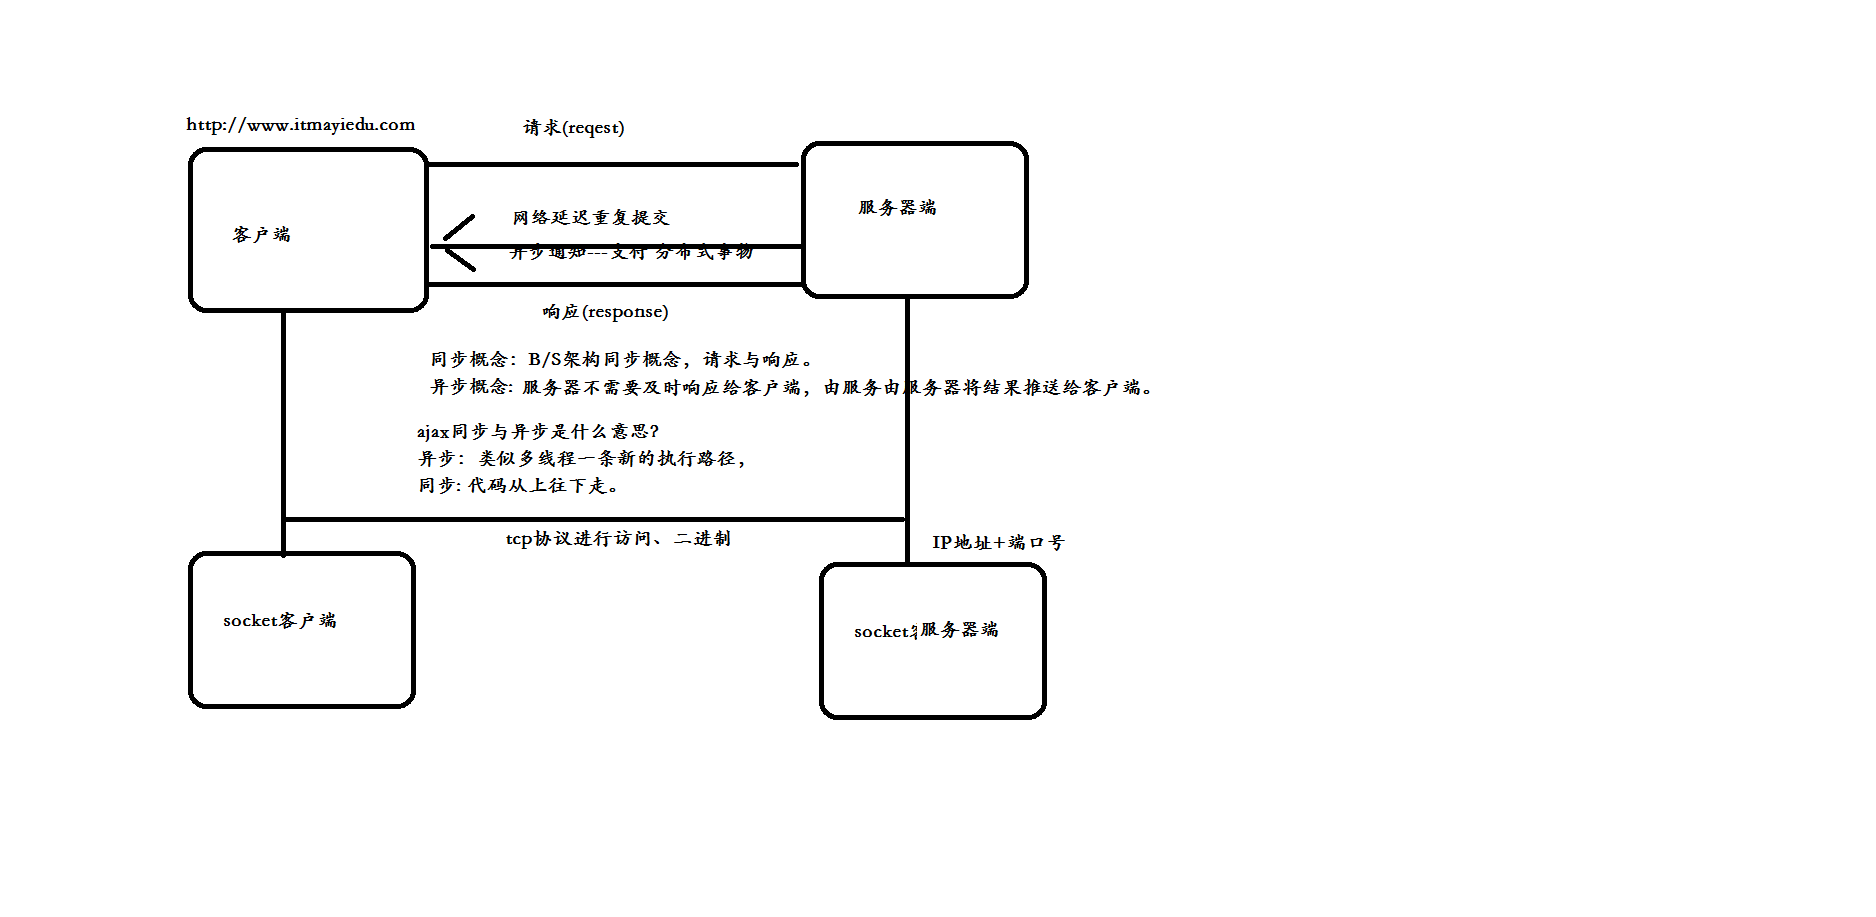 http://www.itmayiedu.com
请求(reqest)
客户端
服务器端
网络延迟重复提交
异步通知---支付 分布式事物
响应(response)
同步概念：B/S架构同步概念，请求与响应。
异步概念: 服务器不需要及时响应给客户端，由服务由服务器将结果推送给客户端。
ajax同步与异步是什么意思?
异步：类似多线程一条新的执行路径，
同步: 代码从上往下走。
tcp协议进行访问、二进制
IP地址+端口号
socket客户端
socket服务器端